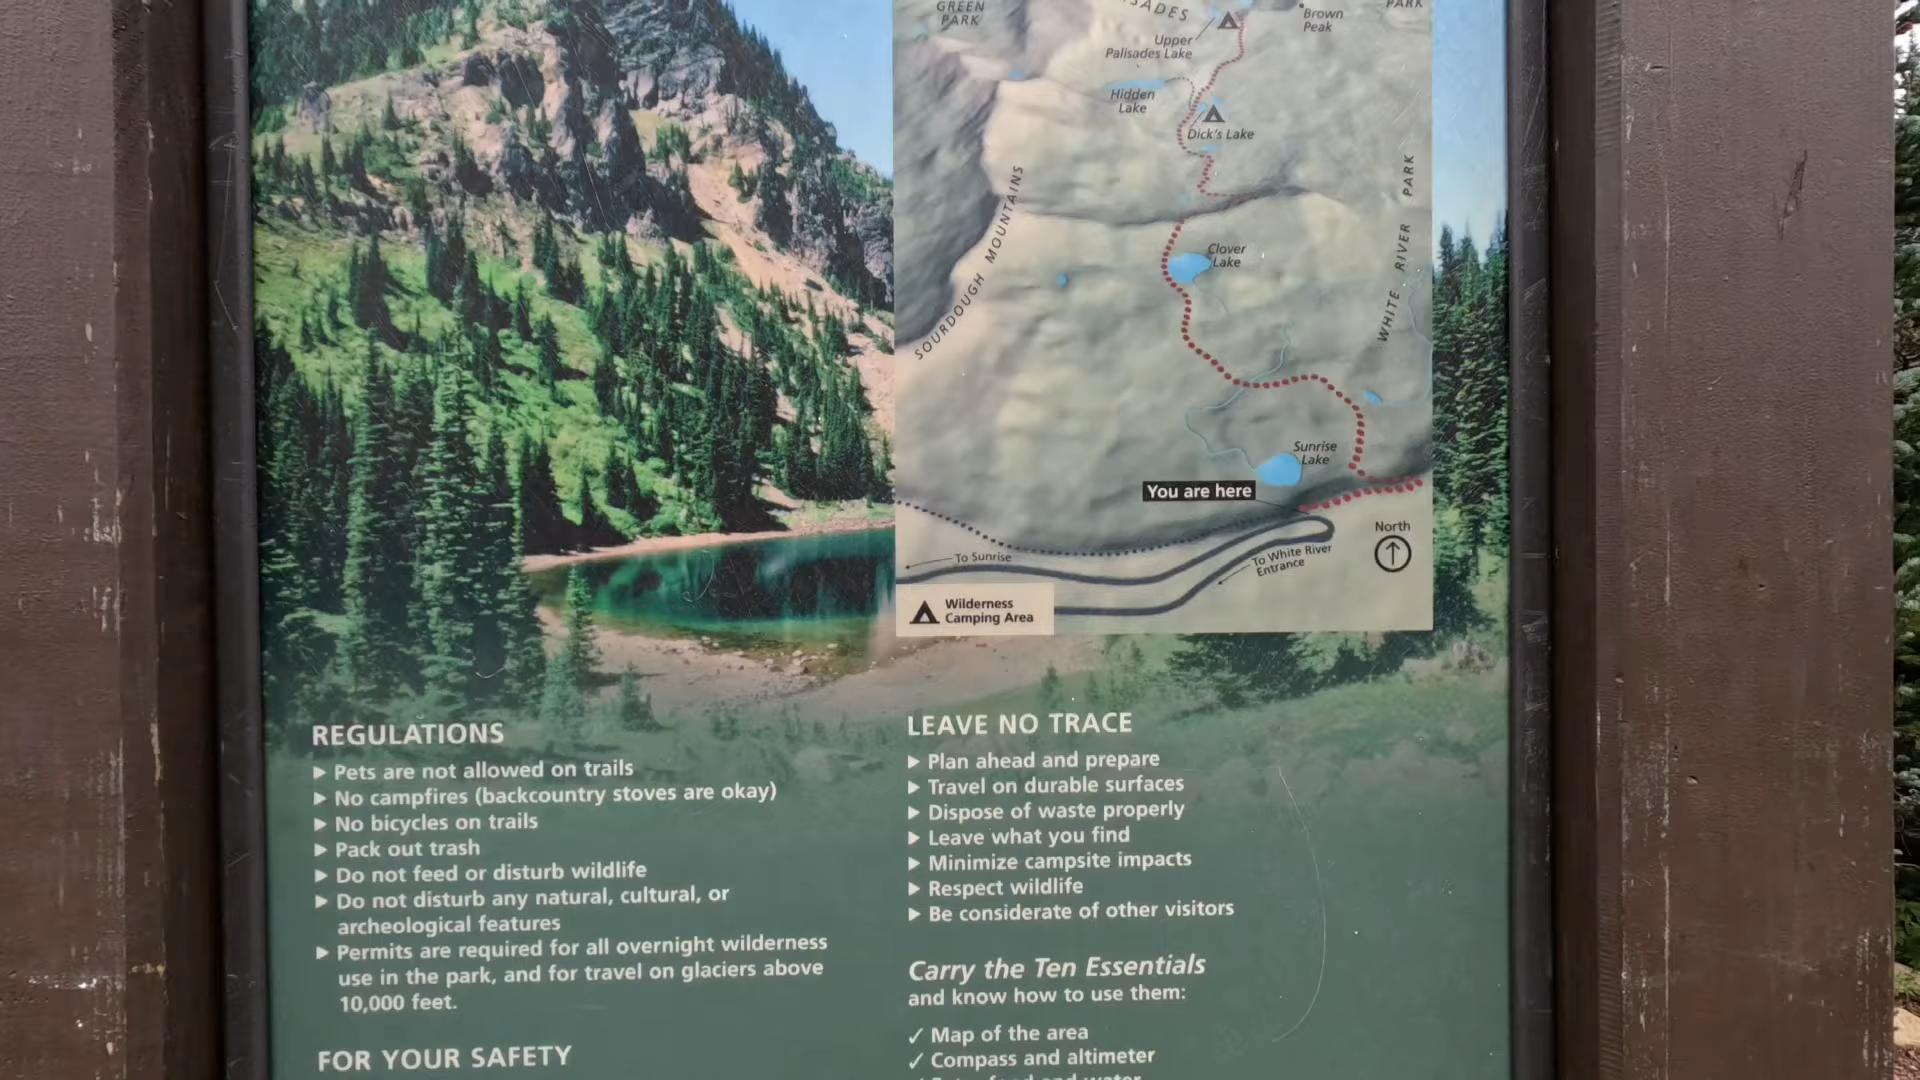 GREEN
PARK
Brown
Peak
PARK
Upper
Palisades Lake
Hidden
Lake
Dick's Lake
SOURDOUGH MOUNTAINS
WHITE RIVER PARK
Clover
Lake
Sunrise
Lake
You are here
North
To Sunrise
To White River
Entrance
Wilderness
Camping Area
REGULATIONS
▶ Pets are not allowed on trails
▶ No campfires (backcountry stoves are okay)
▶ No bicycles on trails
▶ Pack out trash
▶ Do not feed or disturb wildlife
▶ Do not disturb any natural, cultural, or
archeological features
▶ Permits are required for all overnight wilderness
use in the park, and for travel on glaciers above
10,000 feet.
FOR YOUR SAFETY
LEAVE NO TRACE
▶ Plan ahead and prepare
▶ Travel on durable surfaces
▶ Dispose of waste properly
▶ Leave what you find
▶ Minimize campsite impacts
▶ Respect wildlife
▶ Be considerate of other visitors
Carry the Ten Essentials
and know how to use them:
✓ Map of the area
✓ Compass and altimeter